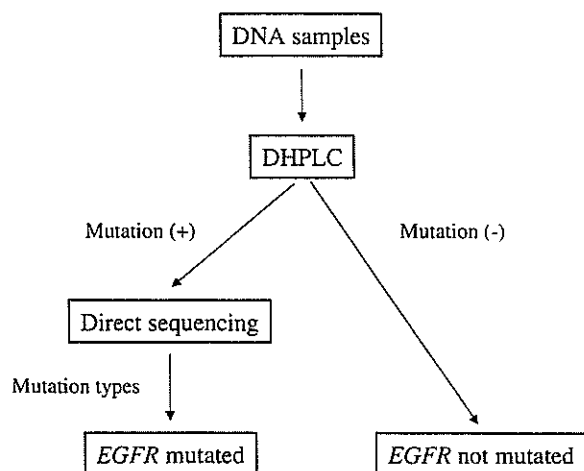 DNA samples
DHPLC
Mutation (+)
Mutation (-)
Direct sequencing
Mutation types
EGFR mutated
EGFR not mutated